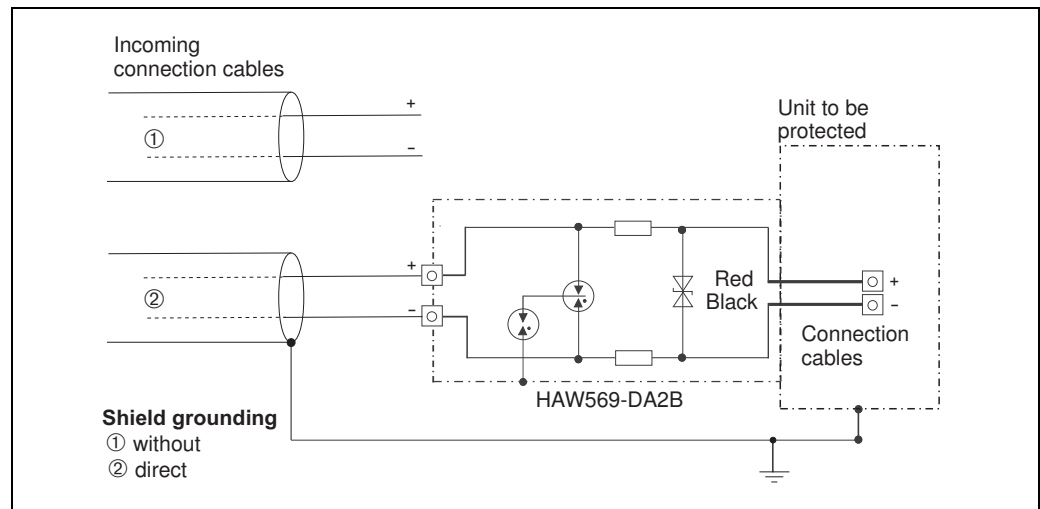 Incoming
connection cables
①
+
−
Unit to be
protected
②
+
−
Red
Black
+
−
Connection
cables
HAW569-DA2B
Shield grounding
① without
② direct